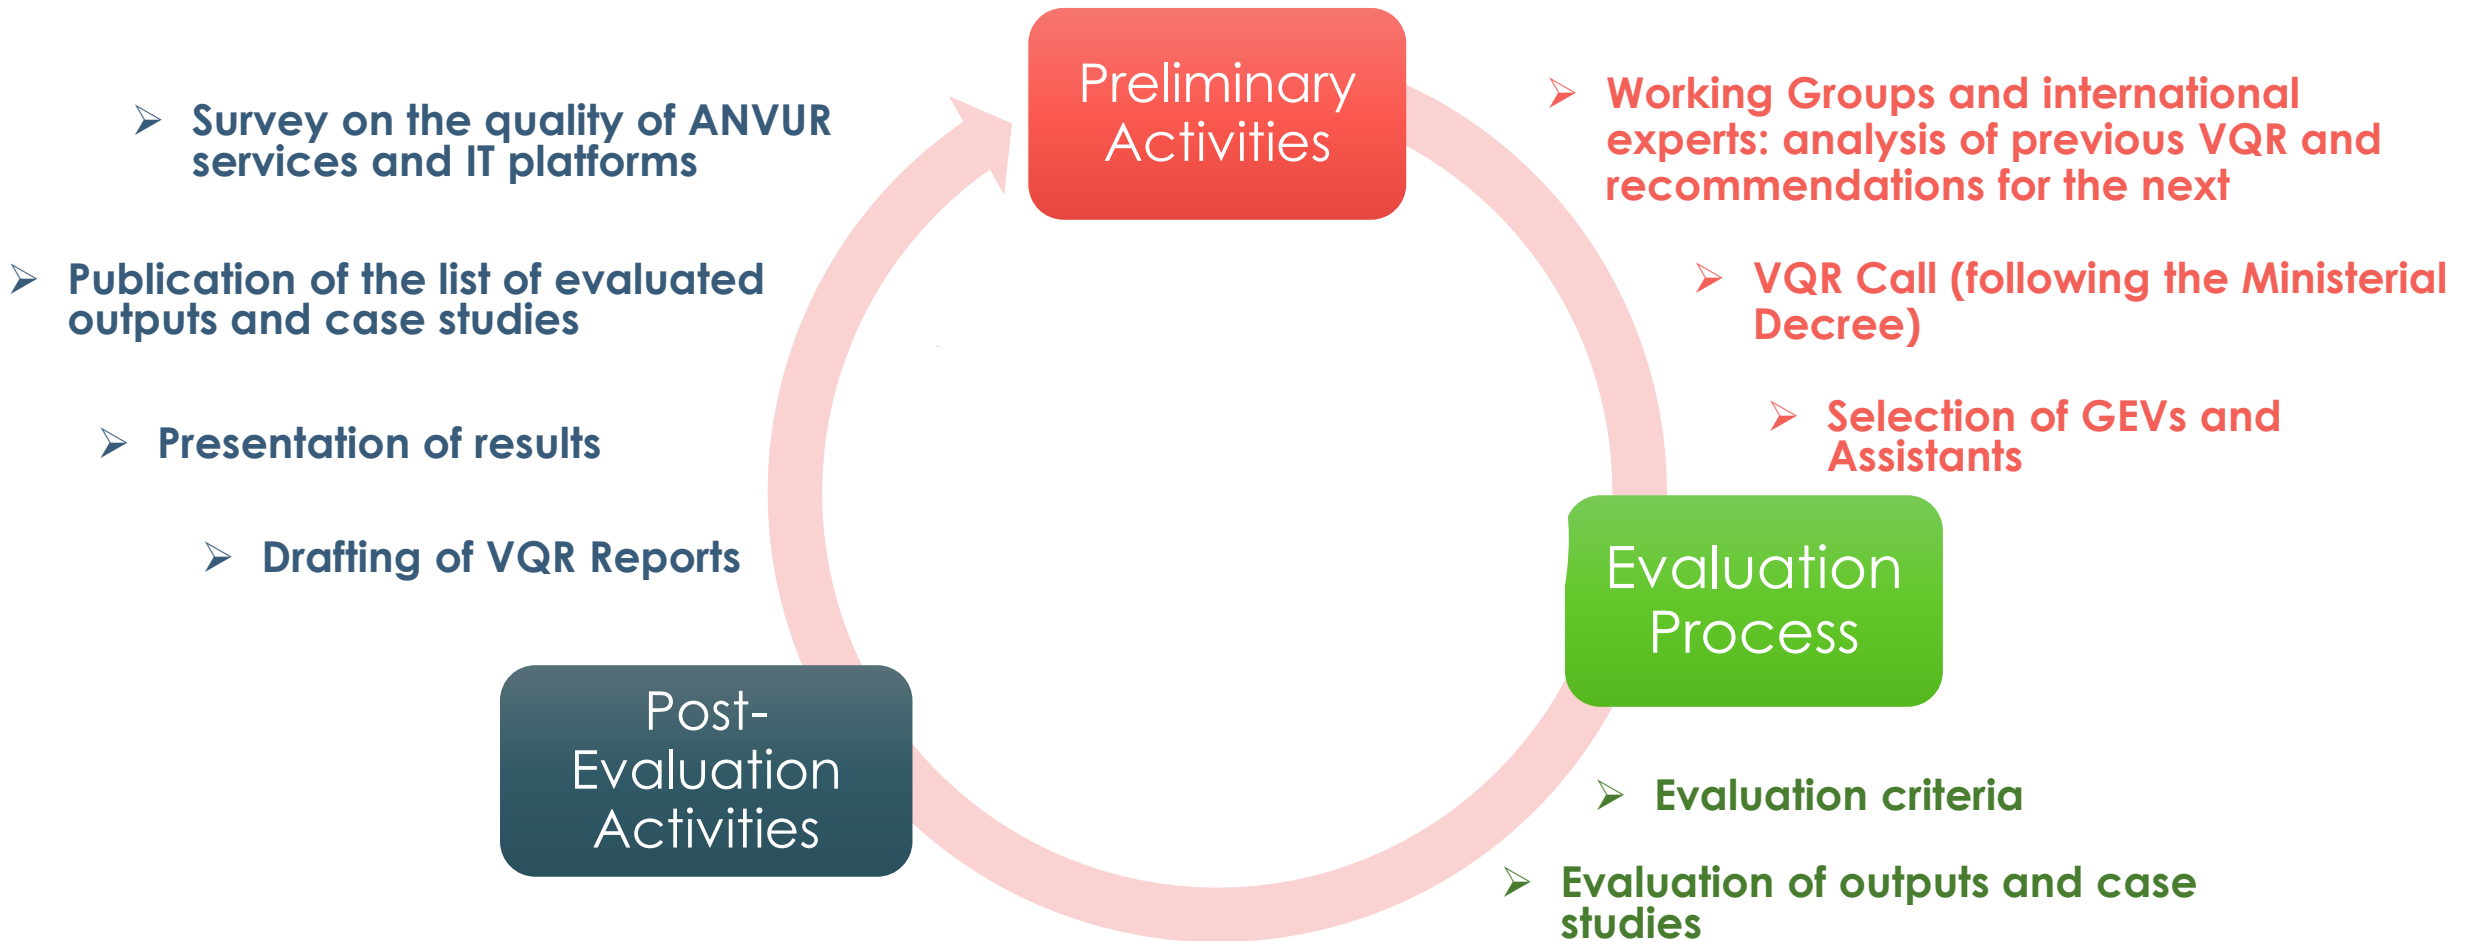 Preliminary
Activities
➢ Working Groups and international
experts: analysis of previous VQR and
recommendations for the next
➢ VQR Call (following the Ministerial
Decree)
➢ Selection of GEVs and
Assistants
Evaluation
Process
➢ Evaluation criteria
➢ Evaluation of outputs and case
studies
Post-
Evaluation
Activities
➢ Drafting of VQR Reports
➢ Presentation of results
➢ Publication of the list of evaluated
outputs and case studies
➢ Survey on the quality of ANVUR
services and IT platforms